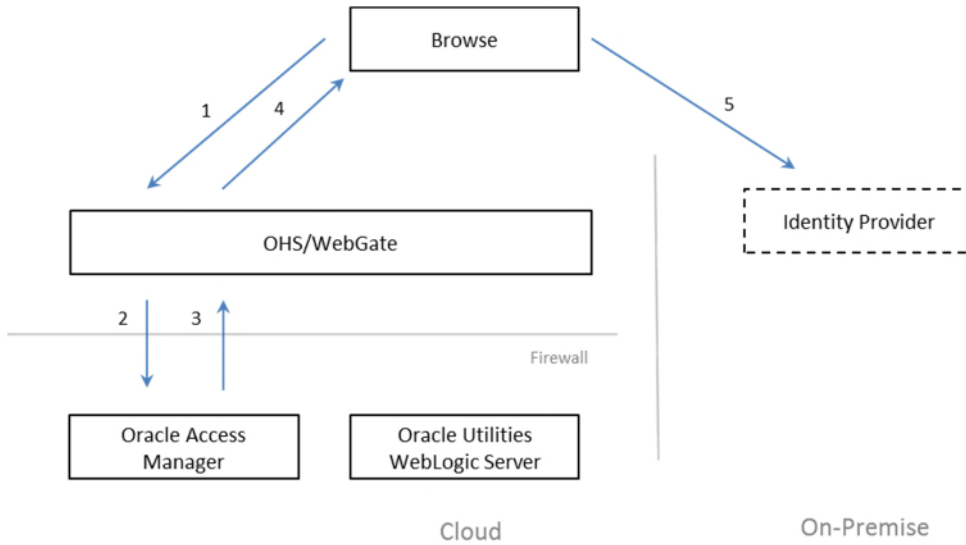 Browse
1
4
5
OHS/WebGate
Identity Provider
2
3
Firewall
Oracle Access
Manager
Oracle Utilities
WebLogic Server
Cloud
On-Premise